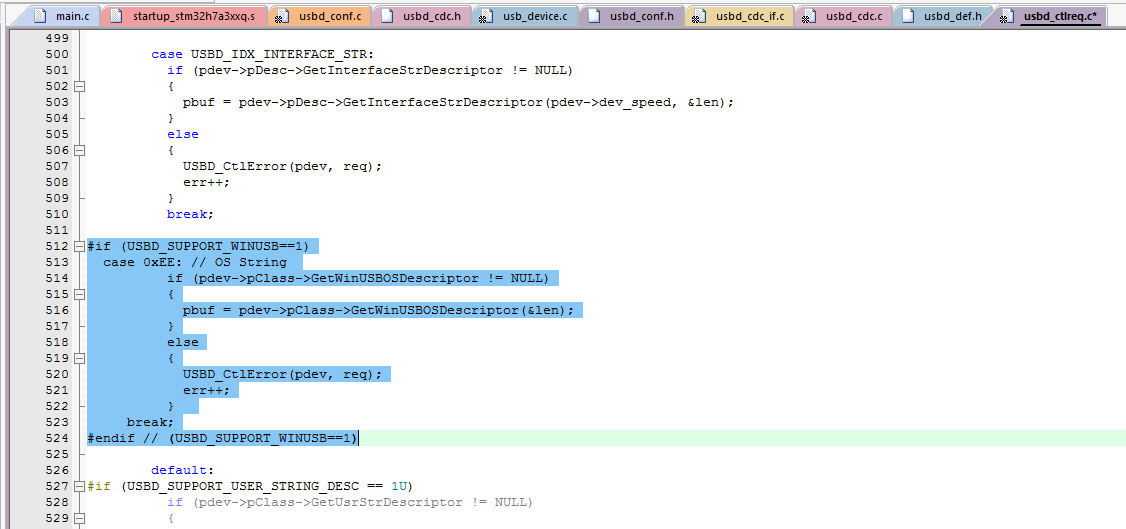 main.c startup_stm32h7a3xxq.s usbd_conf.c usbd_cdc.h usb_device.c usbd_conf.h usbd_cdc_if.c usbd_cdc.c usbd_def.h usbd_ctlreq.c*
499
500 case USBD_IDX_INTERFACE_STR:
501 if (pdev->pDesc->GetInterfaceStrDescriptor != NULL)
502 {
503 pbuf = pdev->pDesc->GetInterfaceStrDescriptor(pdev->dev_speed, &len);
504 }
505 else
506 {
507 USBD_CtlError(pdev, req);
508 err++;
509 }
510 break;
511
512 #if (USBD_SUPPORT_WINUSB==1)
513 case 0xEE: // OS String
514 if (pdev->pClass->GetWinUSBOSDescriptor != NULL)
515 {
516 pbuf = pdev->pClass->GetWinUSBOSDescriptor(&len);
517 }
518 else
519 {
520 USBD_CtlError(pdev, req);
521 err++;
522 }
523 break;
524 #endif // (USBD_SUPPORT_WINUSB==1)
525
526 default:
527 #if (USBD_SUPPORT_USER_STRING_DESC == 1U)
528 if (pdev->pClass->GetUsrStrDescriptor != NULL)
529 {